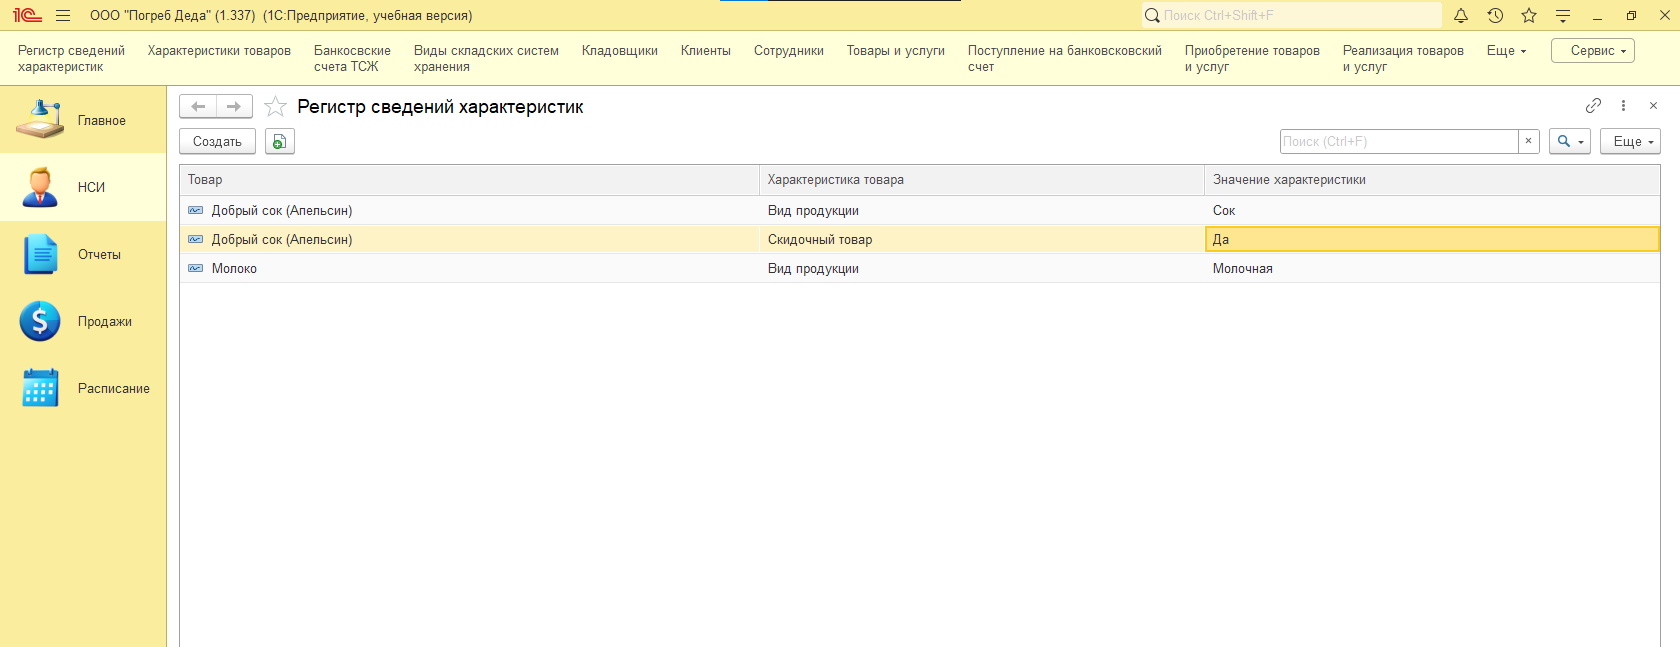 1С ООО "Погреб Деда" (1.337) (1С:Предприятие, учебная версия) Поиск Ctrl+Shift+F
Регистр сведений характеристик
Характеристики товаров
Банкосвские счета ТСЖ
Виды складских систем хранения
Кладовщики
Клиенты
Сотрудники
Товары и услуги
Поступление на банковсковский счет
Приобретение товаров и услуг
Реализация товаров и услуг
Еще
Сервис
Главное
НСИ
Отчеты
Продажи
Расписание
Регистр сведений характеристик
Создать Поиск (Ctrl+F) × Еще
Товар Характеристика товара Значение характеристики
Добрый сок (Апельсин) Вид продукции Сок
Добрый сок (Апельсин) Скидочный товар Да
Молоко Вид продукции Молочная